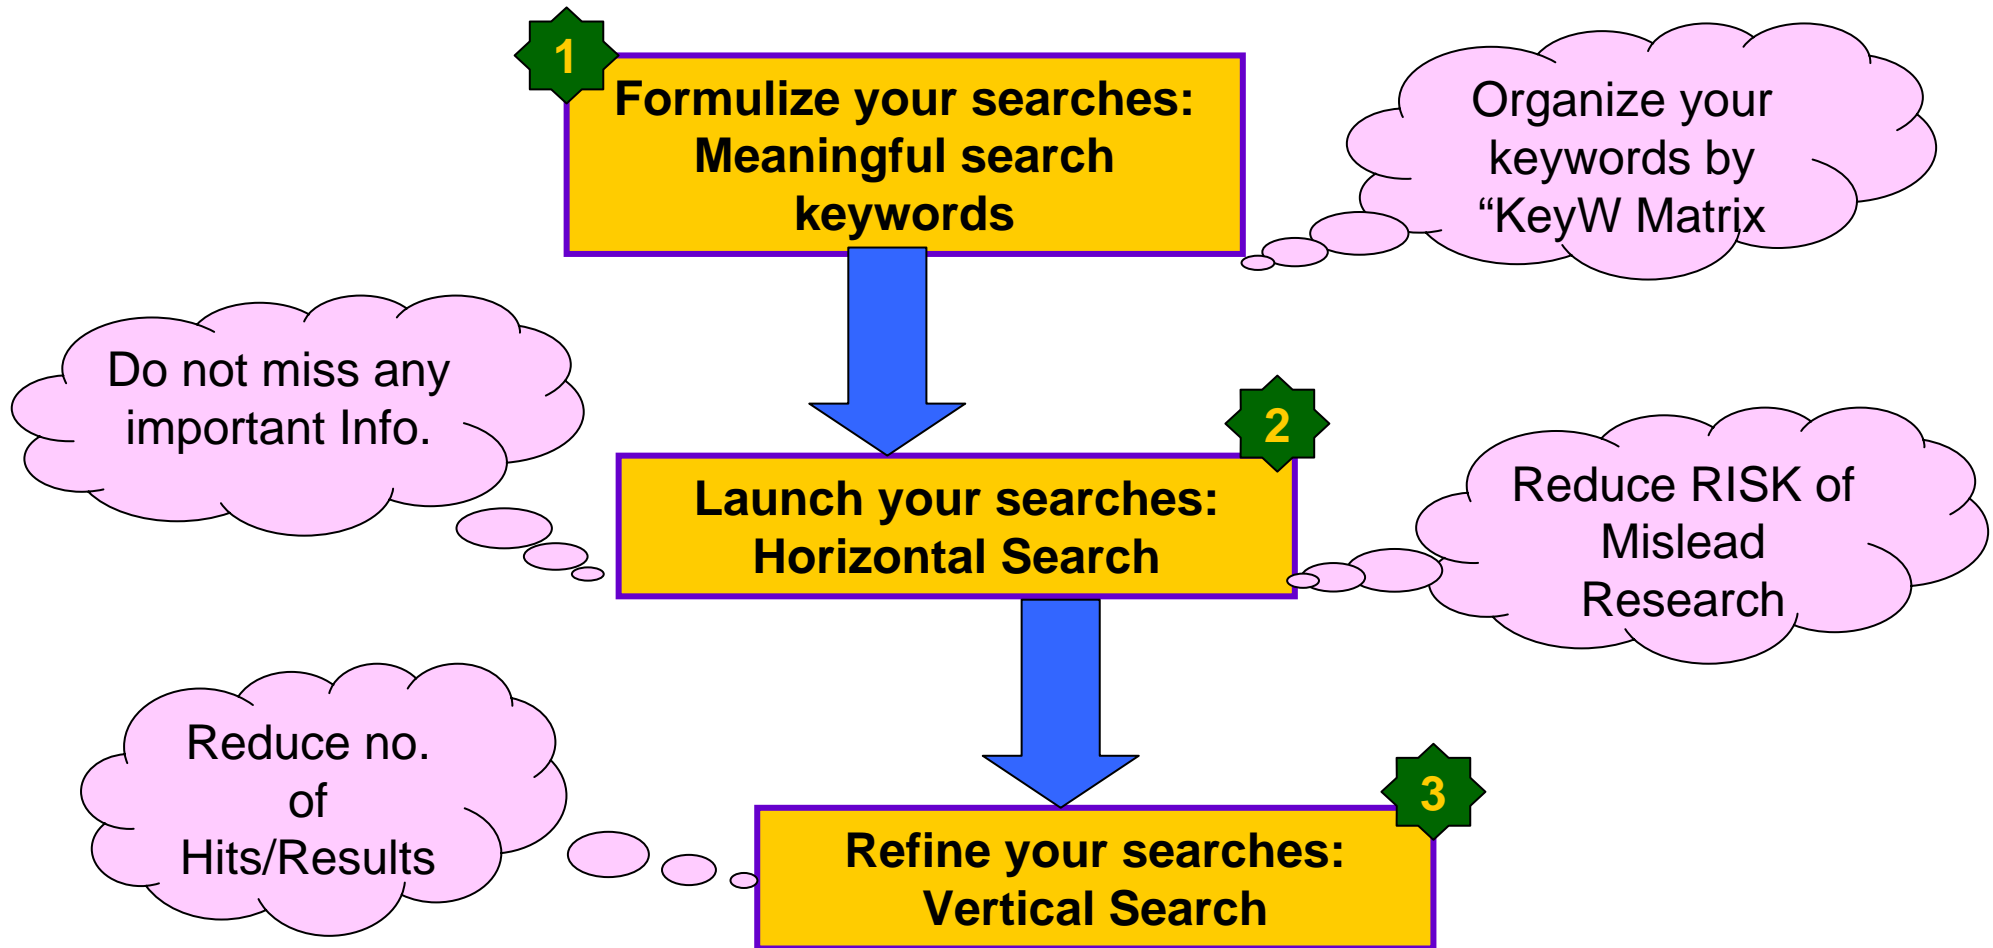 1
Formulize your searches:
Meaningful search
keywords
Organize your
keywords by
“KeyW Matrix
Do not miss any
important Info.
2
Launch your searches:
Horizontal Search
Reduce RISK of
Mislead
Research
Reduce no.
of
Hits/Results
3
Refine your searches:
Vertical Search